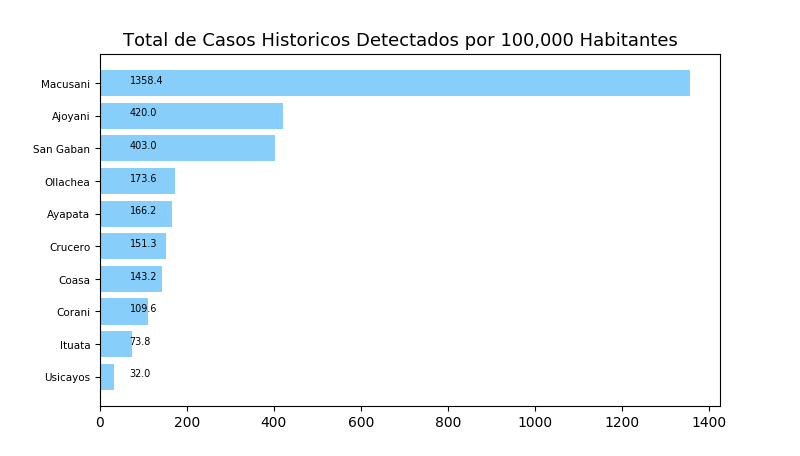 Total de Casos Historicos Detectados por 100,000 Habitantes
Macusani 1358.4
Ajoyani 420.0
San Gaban 403.0
Ollachea 173.6
Ayapata 166.2
Crucero 151.3
Coasa 143.2
Corani 109.6
Ituata 73.8
Usicayos 32.0
0 200 400 600 800 1000 1200 1400